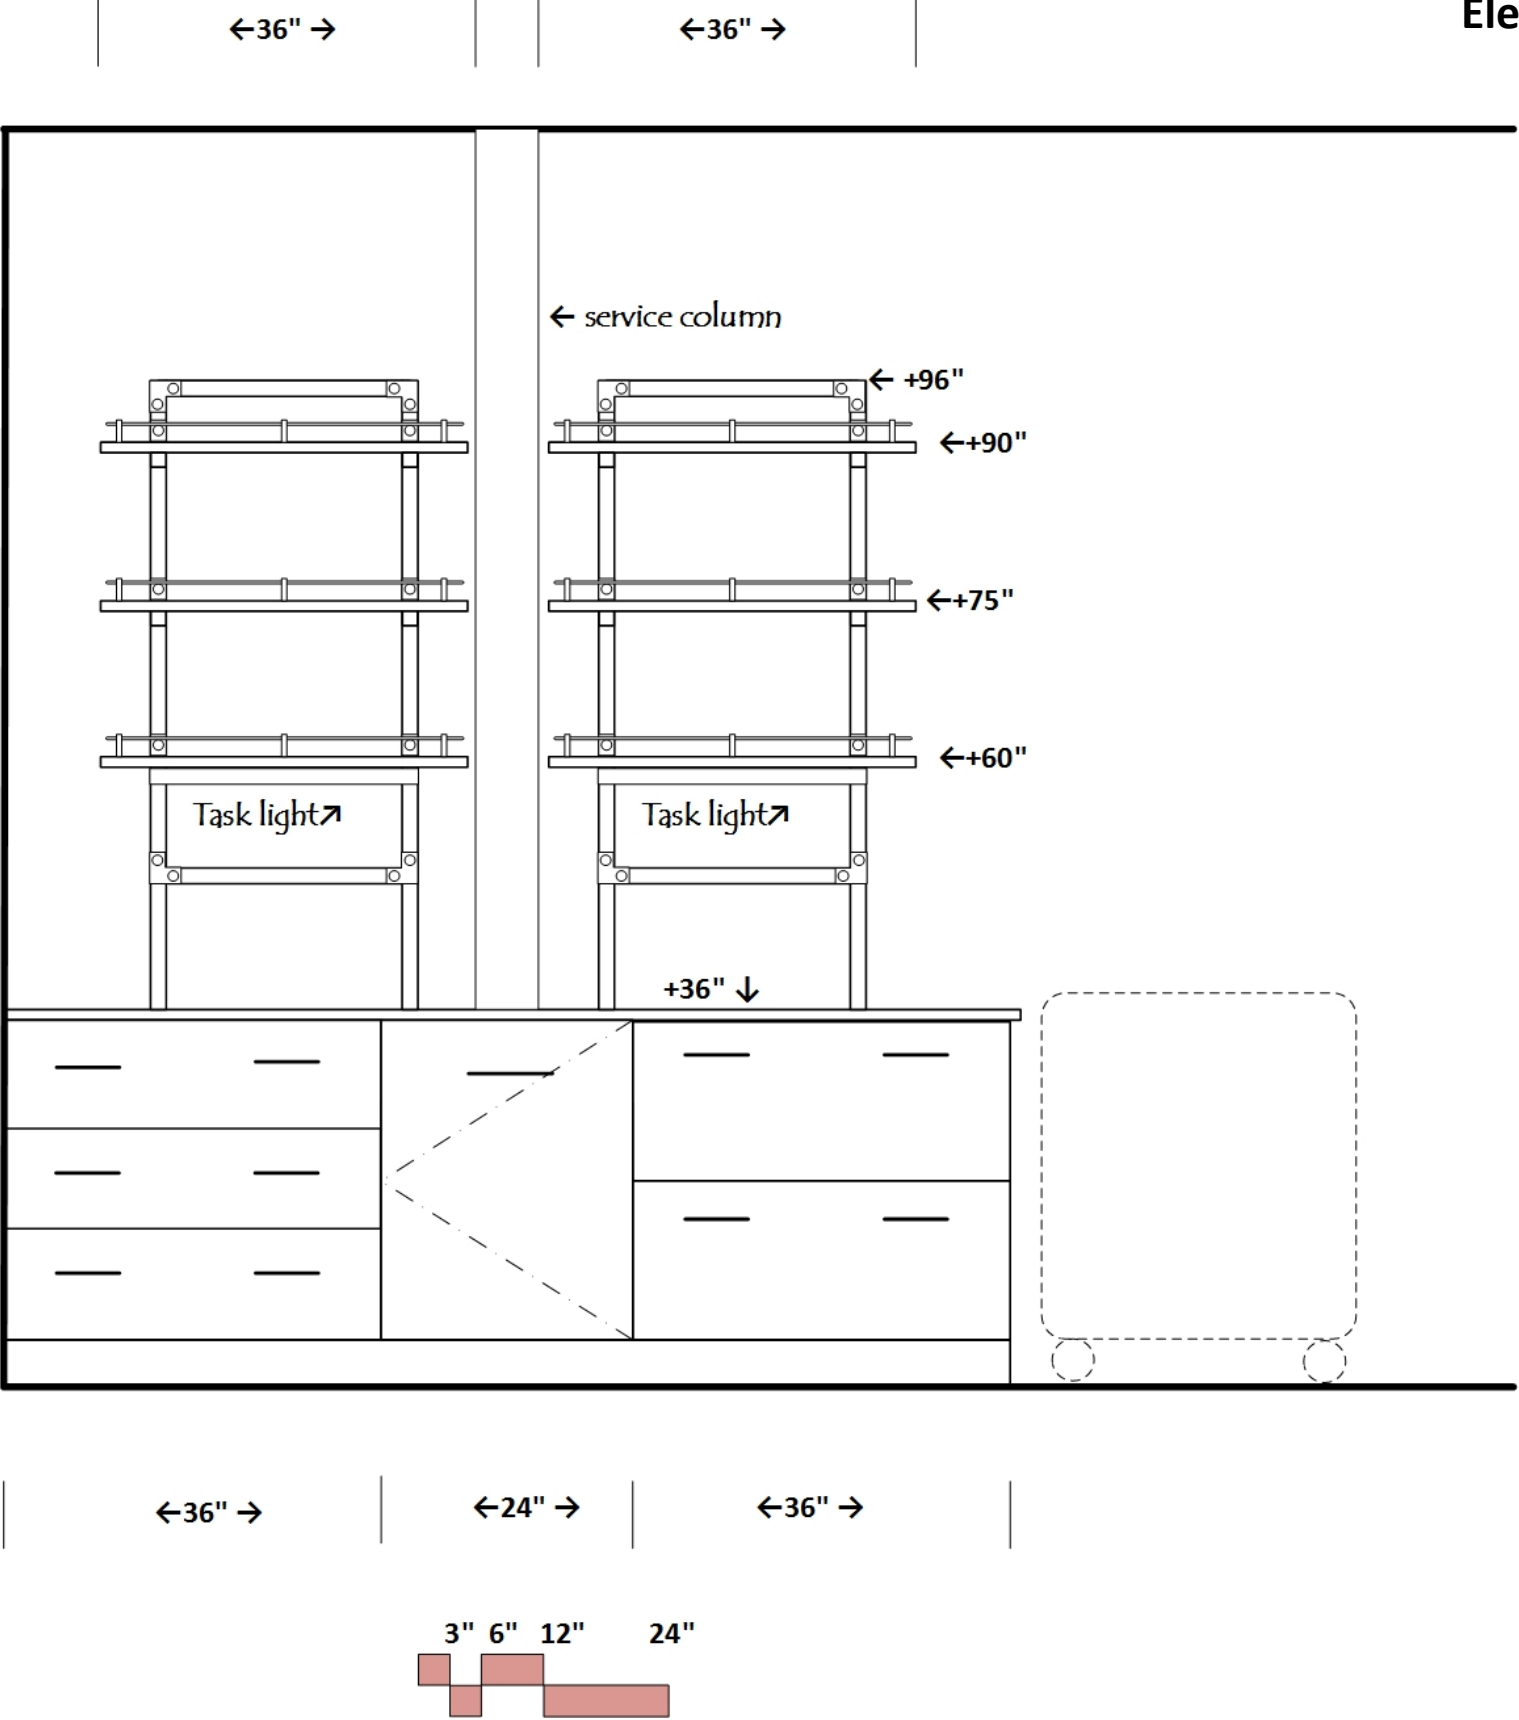 Ele
←36" →
←36" →
← service column
← +96"
←+90"
←+75"
←+60"
Task light↗
Task light↗
+36" ↓
←36" →
←24" →
←36" →
3" 6" 12" 24"